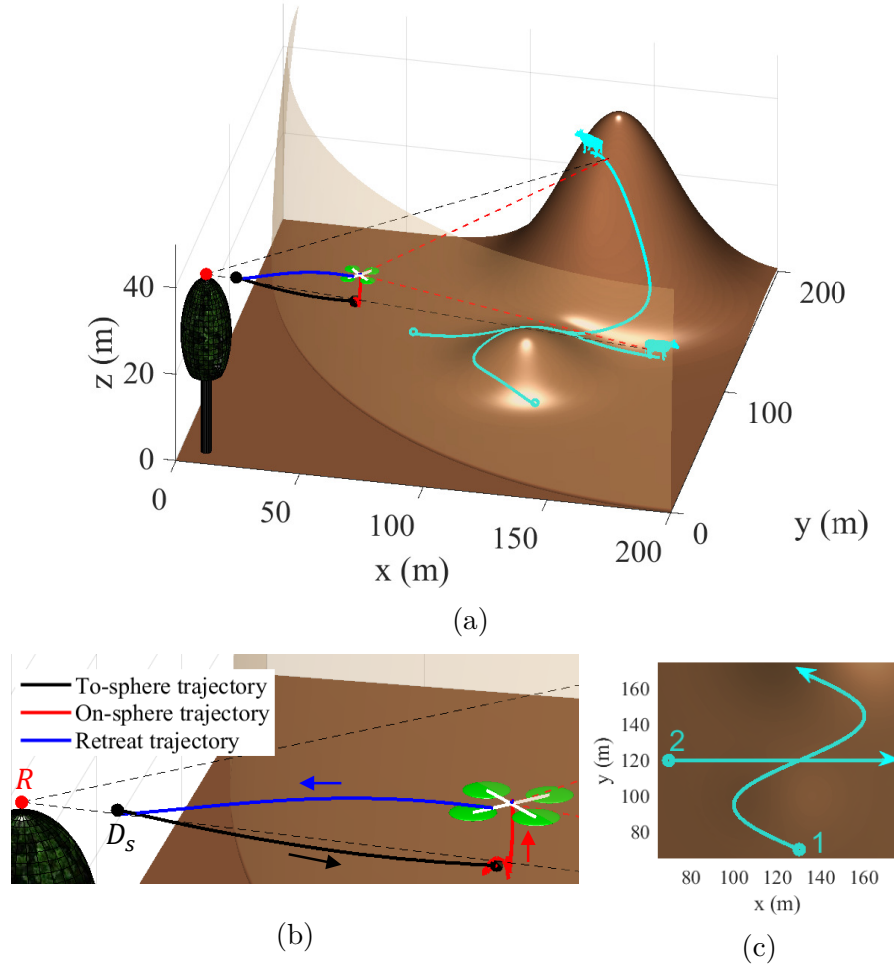 40
20
0
z (m)
0
50
100
150
200
x (m)
0
100
200
y (m)
(a)
To-sphere trajectory
On-sphere trajectory
Retreat trajectory
R
D_s
(b)
160
140
120
100
80
y (m)
2
1
80 100 120 140 160
x (m)
(c)